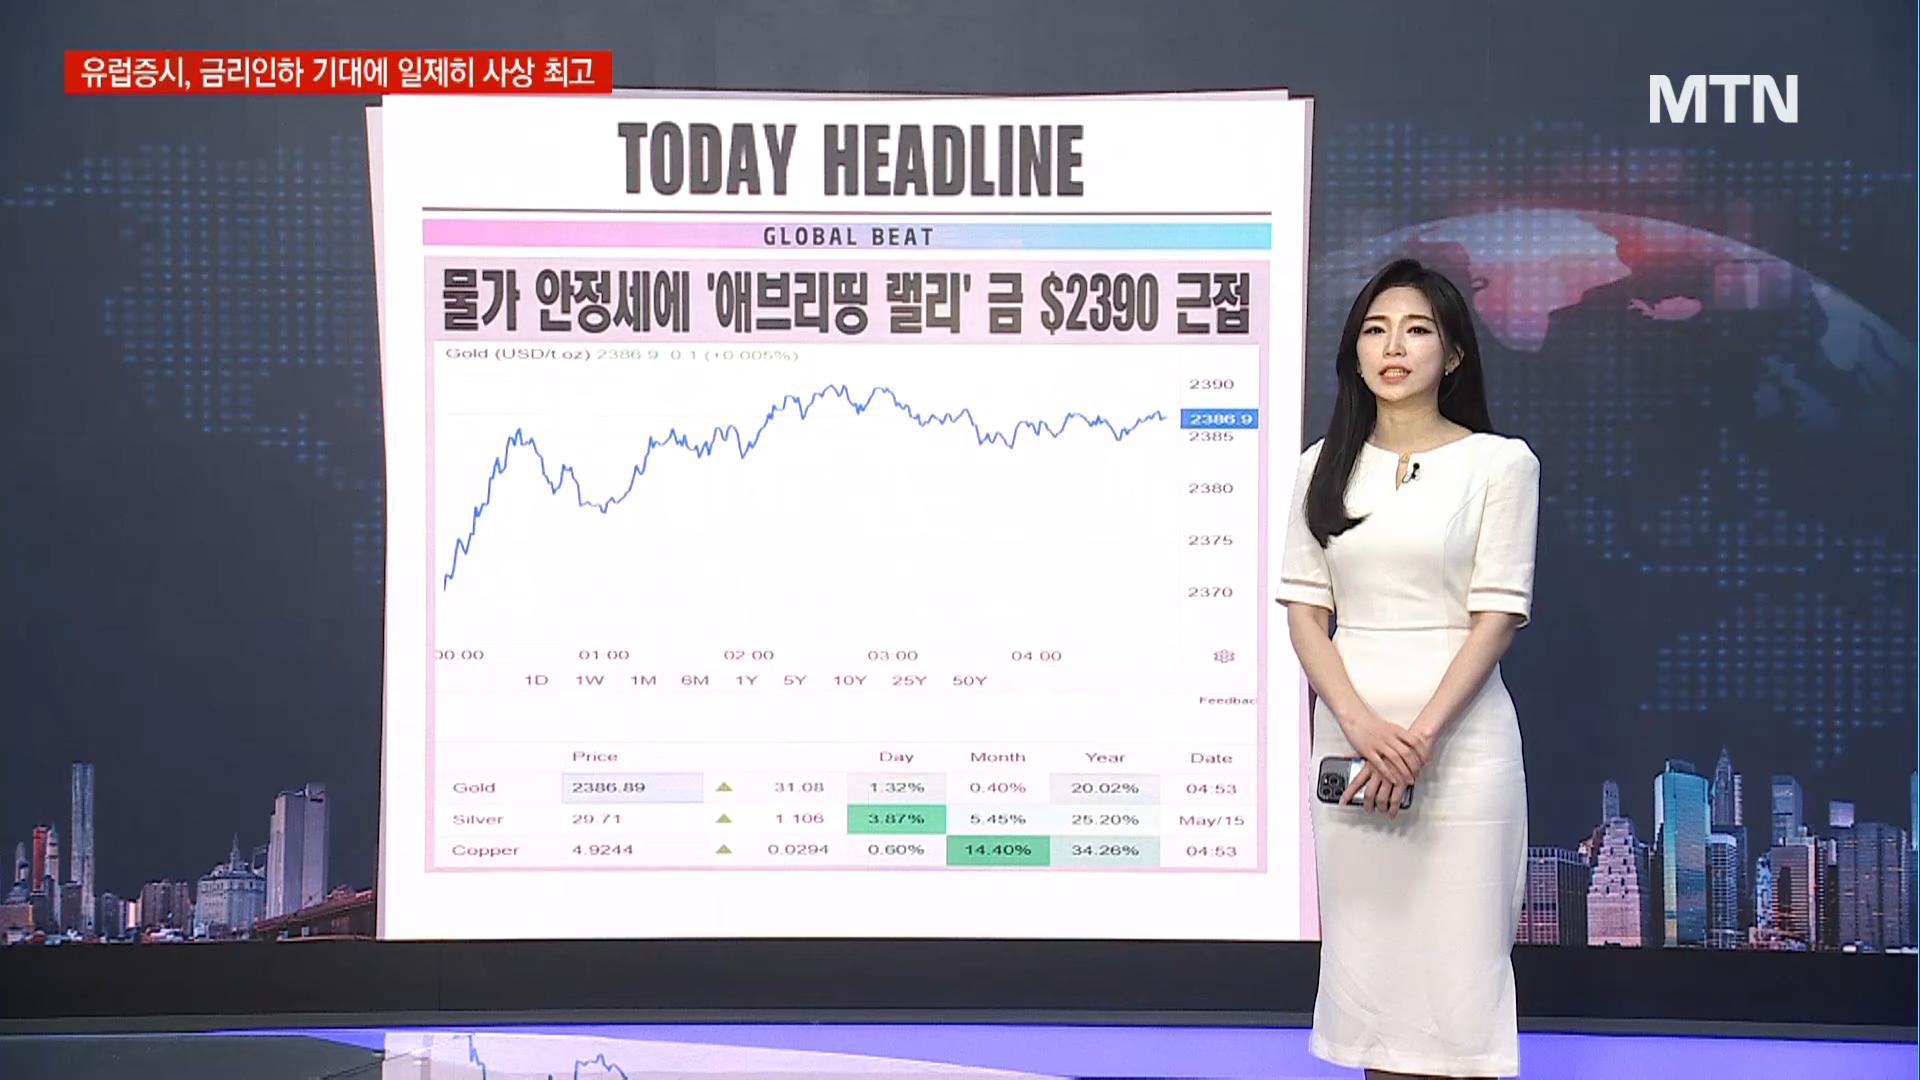 유럽증시, 금리인하 기대에 일제히 사상 최고
MTN
TODAY HEADLINE
GLOBAL BEAT
물가 안정세에 '애브리띵 랠리' 금 $2390 근접
Gold (USD/t.oz) 2386.9 0.1 (+0.005%)
2390
2386.9
2385
2380
2375
2370
00:00 01:00 02:00 03:00 04:00
1D 1W 1M 6M 1Y 5Y 10Y 25Y 50Y
Feedbac
Price Day Month Year Date
Gold 2386.89 31.08 1.32% 0.40% 20.02% 04:53
Silver 29.71 1.106 3.87% 5.45% 25.20% May/15
Copper 4.9244 0.0294 0.60% 14.40% 34.26% 04:53